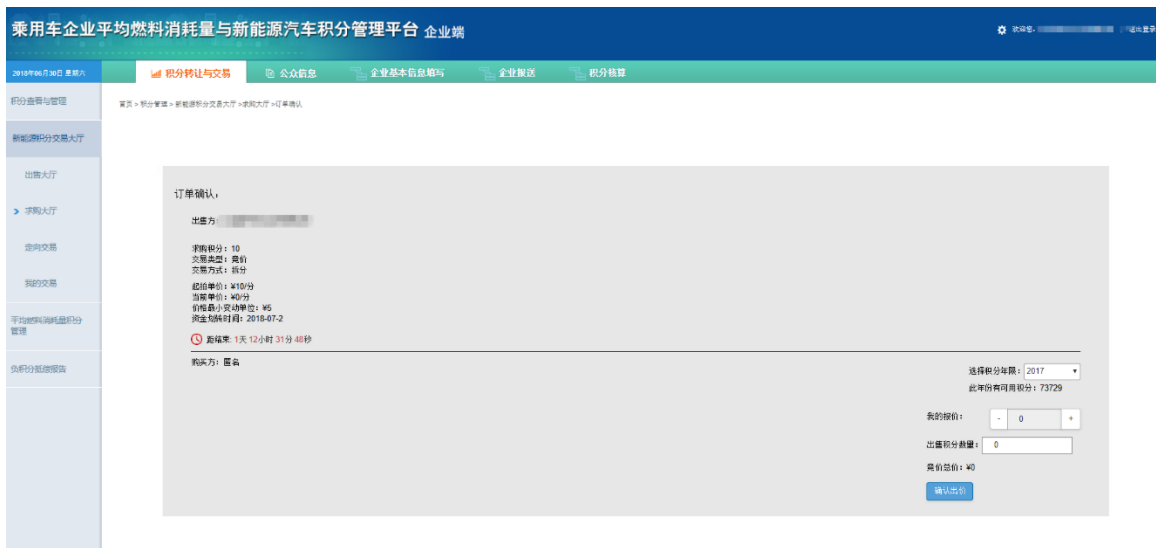 乘用车企业平均燃料消耗量与新能源汽车积分管理平台 企业端
欢迎您，
退出登录
2018年06月30日 星期六
积分转让与交易
公众信息
企业基本信息填写
企业报送
积分核算
积分查看与管理
首页 > 积分管理 > 新能源积分交易大厅 >求购大厅 >订单确认
新能源积分交易大厅
出售大厅
> 求购大厅
定向交易
我的交易
平均燃料消耗量积分
管理
负积分抵偿报告
订单确认：
出售方：
求购积分：10
交易类型：竞价
交易方式：拆分
起拍单价：¥10/分
当前单价：¥0/分
价格最小变动单位：¥5
资金划转时间：2018-07-2
距结束: 1天 12小时 31分 48秒
购买方：匿名
选择积分年限：2017
此年份有可用积分：73729
我的报价：
- 0 +
出售积分数量：0
竞价总价：¥0
确认出价